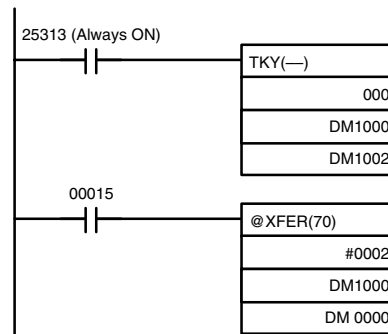 25313 (Always ON)
TKY(—)
000
DM1000
DM1002
00015
@XFER(70)
#0002
DM1000
DM 0000